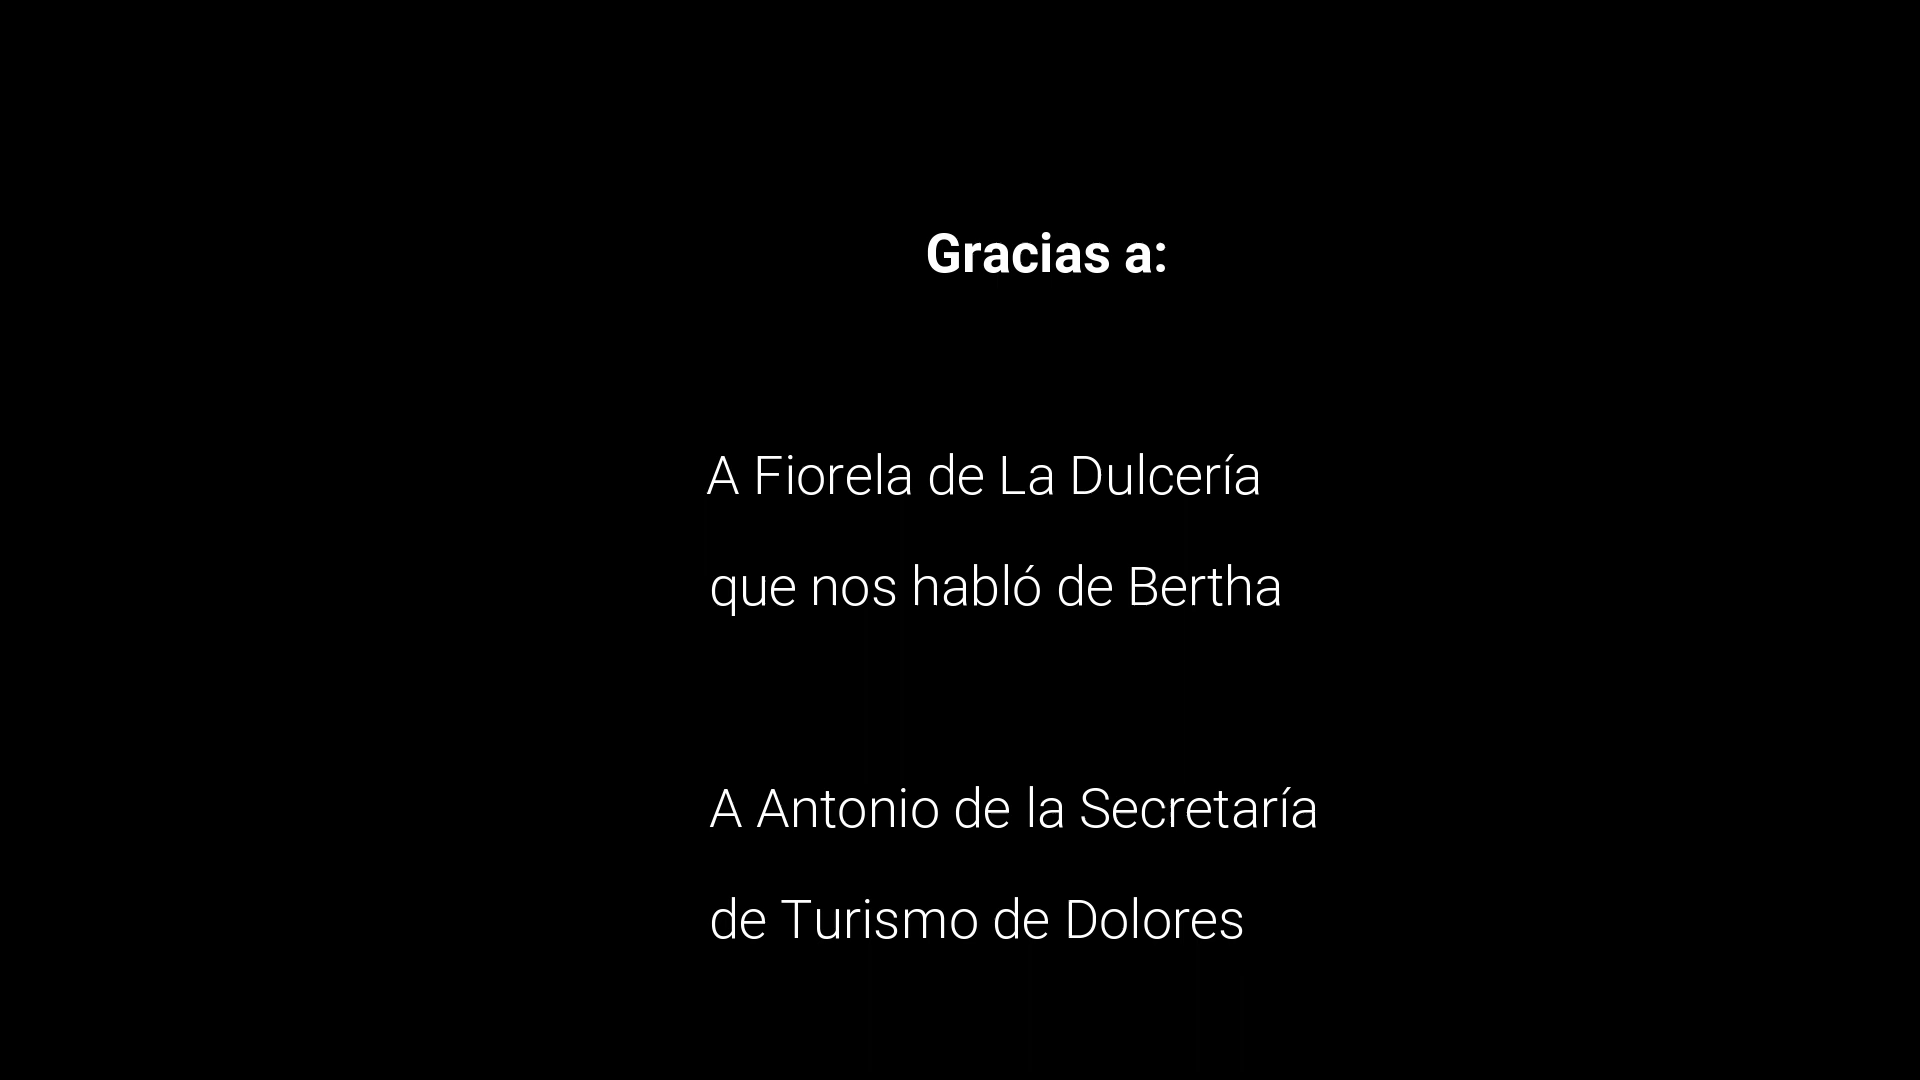 Gracias a:
A Fiorela de La Dulcería
que nos habló de Bertha
A Antonio de la Secretaría
de Turismo de Dolores